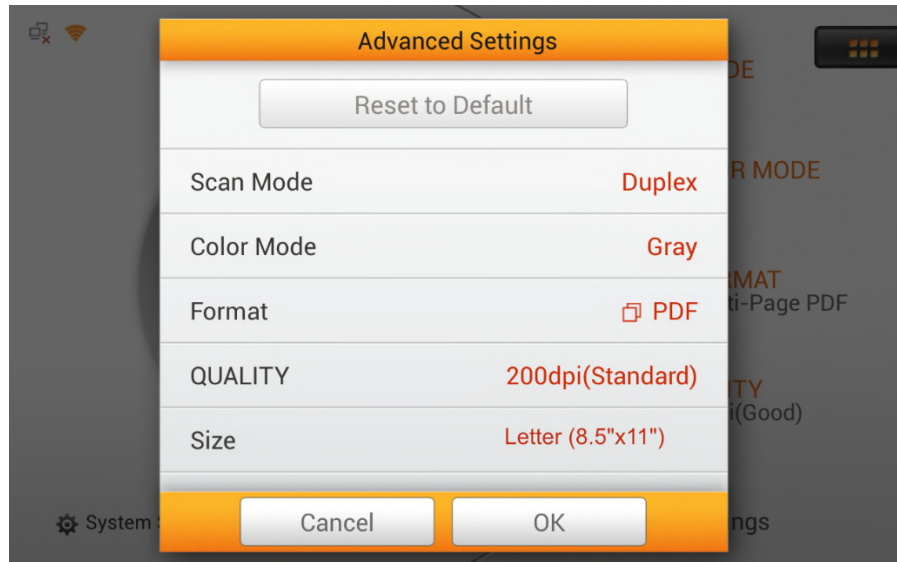 Advanced Settings
DE
Reset to Default
Scan Mode Duplex
R MODE
Color Mode Gray
RMAT
Format PDF
ti-Page PDF
QUALITY 200dpi(Standard)
ITY
i(Good)
Size Letter (8.5"x11")
System
Cancel OK
ngs